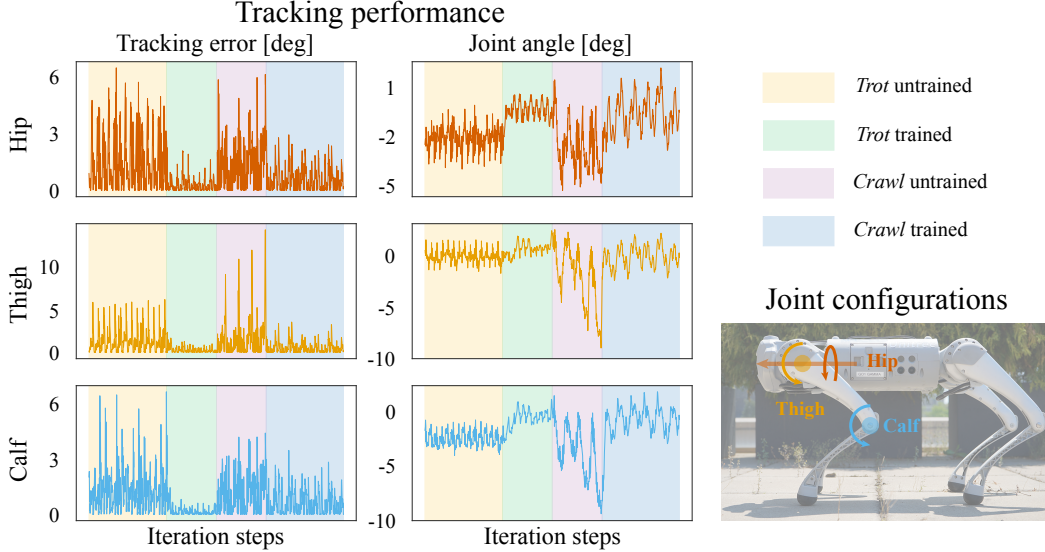 Tracking performance
Tracking error [deg]
Joint angle [deg]
Hip
6
3
0
1
-2
-5
Thigh
10
5
0
0
-5
-10
Calf
6
3
0
0
-5
-10
Iteration steps
Iteration steps
Trot untrained
Trot trained
Crawl untrained
Crawl trained
Joint configurations
Hip
Thigh
Calf